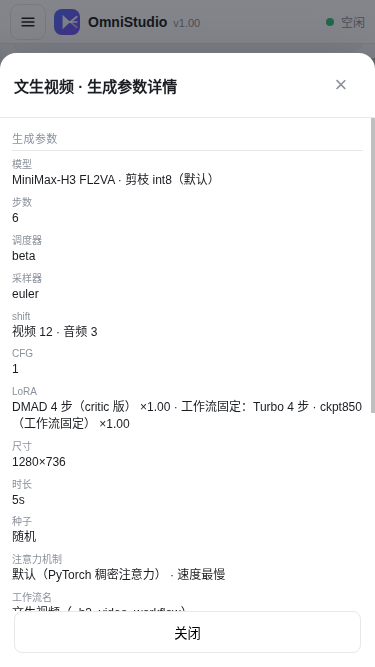 OmniStudio v1.00
空闲
文生视频 · 生成参数详情
生成参数
模型
MiniMax-H3 FL2VA · 剪枝 int8（默认）
步数
6
调度器
beta
采样器
euler
shift
视频 12 · 音频 3
CFG
1
LoRA
DMAD 4 步（critic 版） ×1.00 · 工作流固定：Turbo 4 步 · ckpt850
（工作流固定） ×1.00
尺寸
1280×736
时长
5s
种子
随机
注意力机制
默认（PyTorch 稠密注意力） · 速度最慢
工作流名
关闭